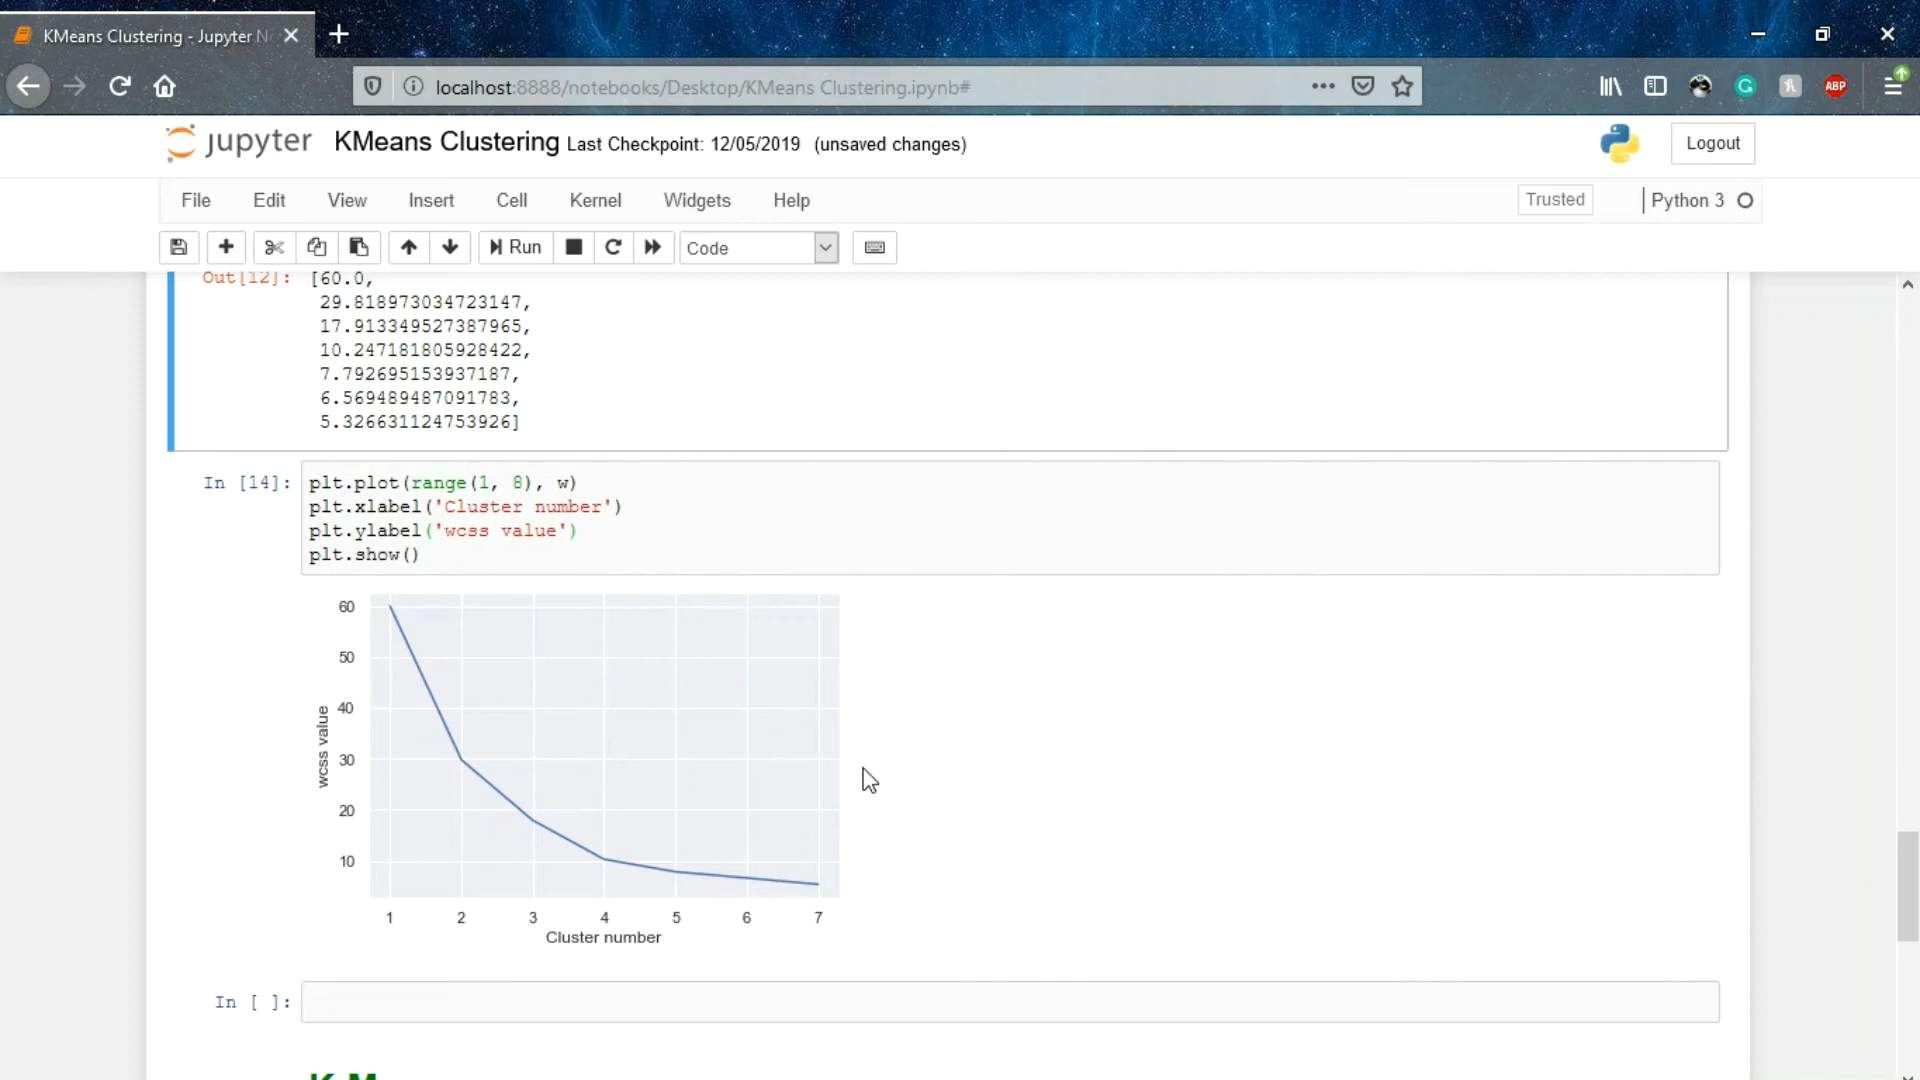 KMeans Clustering - Jupyter N
localhost:8888/notebooks/Desktop/KMeans Clustering.ipynb#
ABP
jupyter KMeans Clustering Last Checkpoint: 12/05/2019 (unsaved changes)
Logout
File Edit View Insert Cell Kernel Widgets Help
Trusted
Python 3
Run
Code
Out[12]: [60.0,
29.818973034723147,
17.913349527387965,
10.247181805928422,
7.792695153937187,
6.569489487091783,
5.326631124753926]
In [14]: plt.plot(range(1, 8), w)
plt.xlabel('Cluster number')
plt.ylabel('wcss value')
plt.show()
60
50
40
30
20
10
wcss value
1 2 3 4 5 6 7
Cluster number
In [ ]: